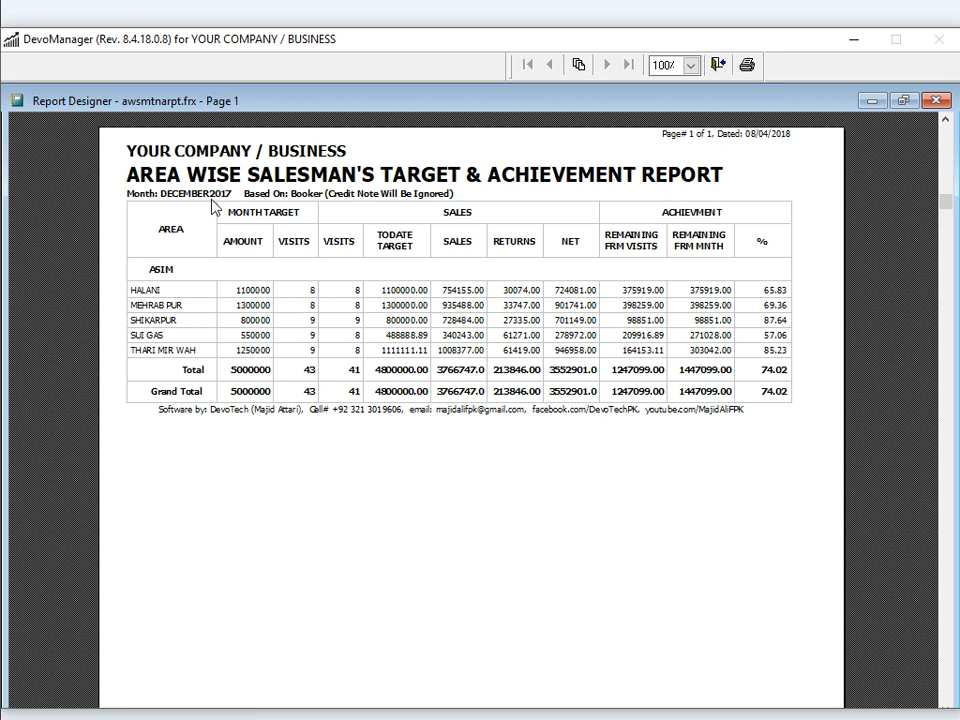 DevoManager (Rev. 8.4.18.0.8) for YOUR COMPANY / BUSINESS
100%
Report Designer - awsmtnarpt.frx - Page 1
Page# 1 of 1, Dated: 08/04/2018
YOUR COMPANY / BUSINESS
AREA WISE SALESMAN'S TARGET & ACHIEVEMENT REPORT
Month: DECEMBER2017 Based On: Booker (Credit Note Will Be Ignored)
AREA MONTH TARGET SALES ACHIEVMENT
AMOUNT VISITS VISITS TODATE TARGET SALES RETURNS NET REMAINING FRM VISITS REMAINING FRM MNTH %
ASIM
HALANI 1100000 8 8 1100000.00 754155.00 30074.00 724081.00 375919.00 375919.00 65.83
MEHRAB PUR 1300000 8 8 1300000.00 935488.00 33747.00 901741.00 398259.00 398259.00 69.36
SHIKARPUR 800000 9 9 800000.00 728484.00 27335.00 701149.00 98851.00 98851.00 87.64
SUI GAS 550000 9 8 488888.89 340243.00 61271.00 278972.00 209916.89 271028.00 57.06
THARI MIR WAH 1250000 9 8 1111111.11 1008377.00 61419.00 946958.00 164153.11 303042.00 85.23
Total 5000000 43 41 4800000.00 3766747.0 213846.00 3552901.0 1247099.00 1447099.00 74.02
Grand Total 5000000 43 41 4800000.00 3766747.0 213846.00 3552901.0 1247099.00 1447099.00 74.02
Software by: DevoTech (Majid Attari), Cell# +92 321 3019606, email: majidalifpk@gmail.com, facebook.com/DevoTechPK, youtube.com/MajidAliFPK